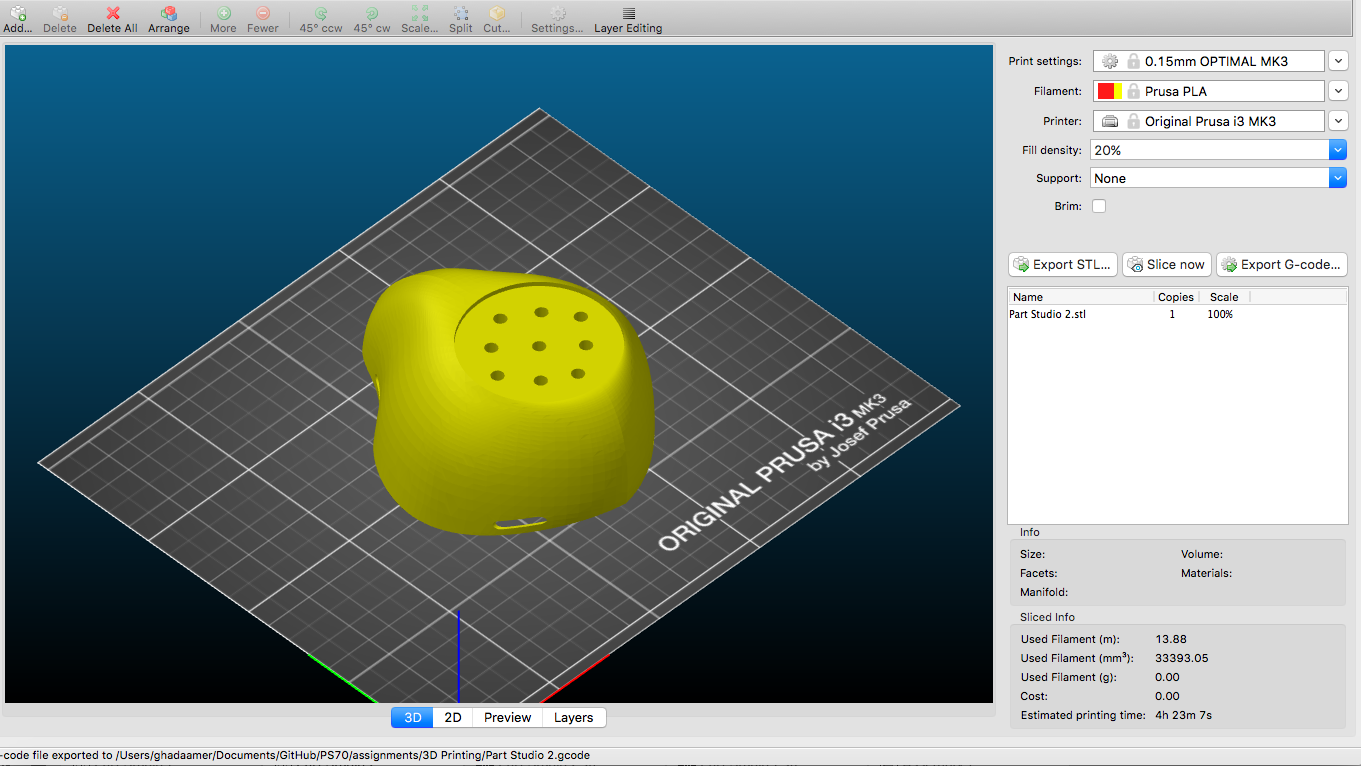 Add... Delete Delete All Arrange More Fewer 45° ccw 45° cw Scale... Split Cut... Settings... Layer Editing
Print settings: 0.15mm OPTIMAL MK3
Filament: Prusa PLA
Printer: Original Prusa i3 MK3
Fill density: 20%
Support: None
Brim:
Export STL... Slice now Export G-code...
Name Copies Scale
Part Studio 2.stl 1 100%
ORIGINAL PRUSA i3 MK3
by Josef Prusa
Info
Size: Volume:
Facets: Materials:
Manifold:
Sliced Info
Used Filament (m): 13.88
Used Filament (mm³): 33393.05
Used Filament (g): 0.00
Cost: 0.00
Estimated printing time: 4h 23m 7s
3D 2D Preview Layers
-code file exported to /Users/ghadaamer/Documents/GitHub/PS70/assignments/3D Printing/Part Studio 2.gcode